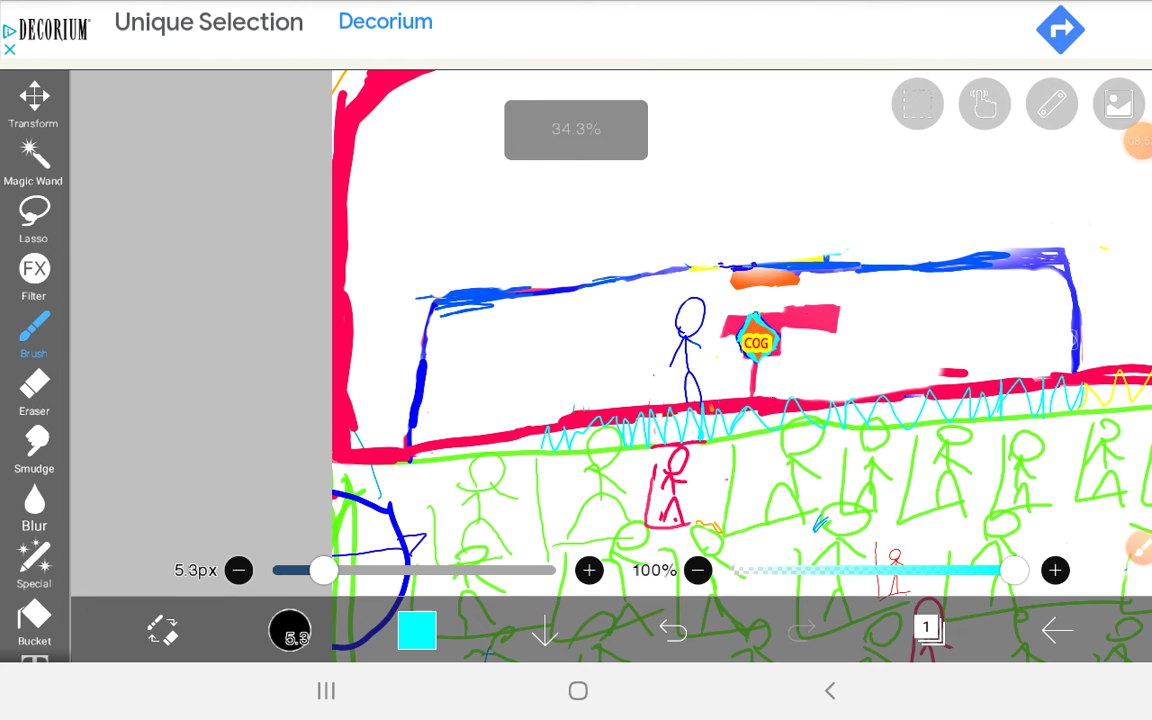 DECORIUM
Unique Selection
Decorium
Transform
Magic Wand
Lasso
FX
Filter
Brush
Eraser
Smudge
Blur
Special
Bucket
34.3%
COG
5.3px
100%
5.3
1